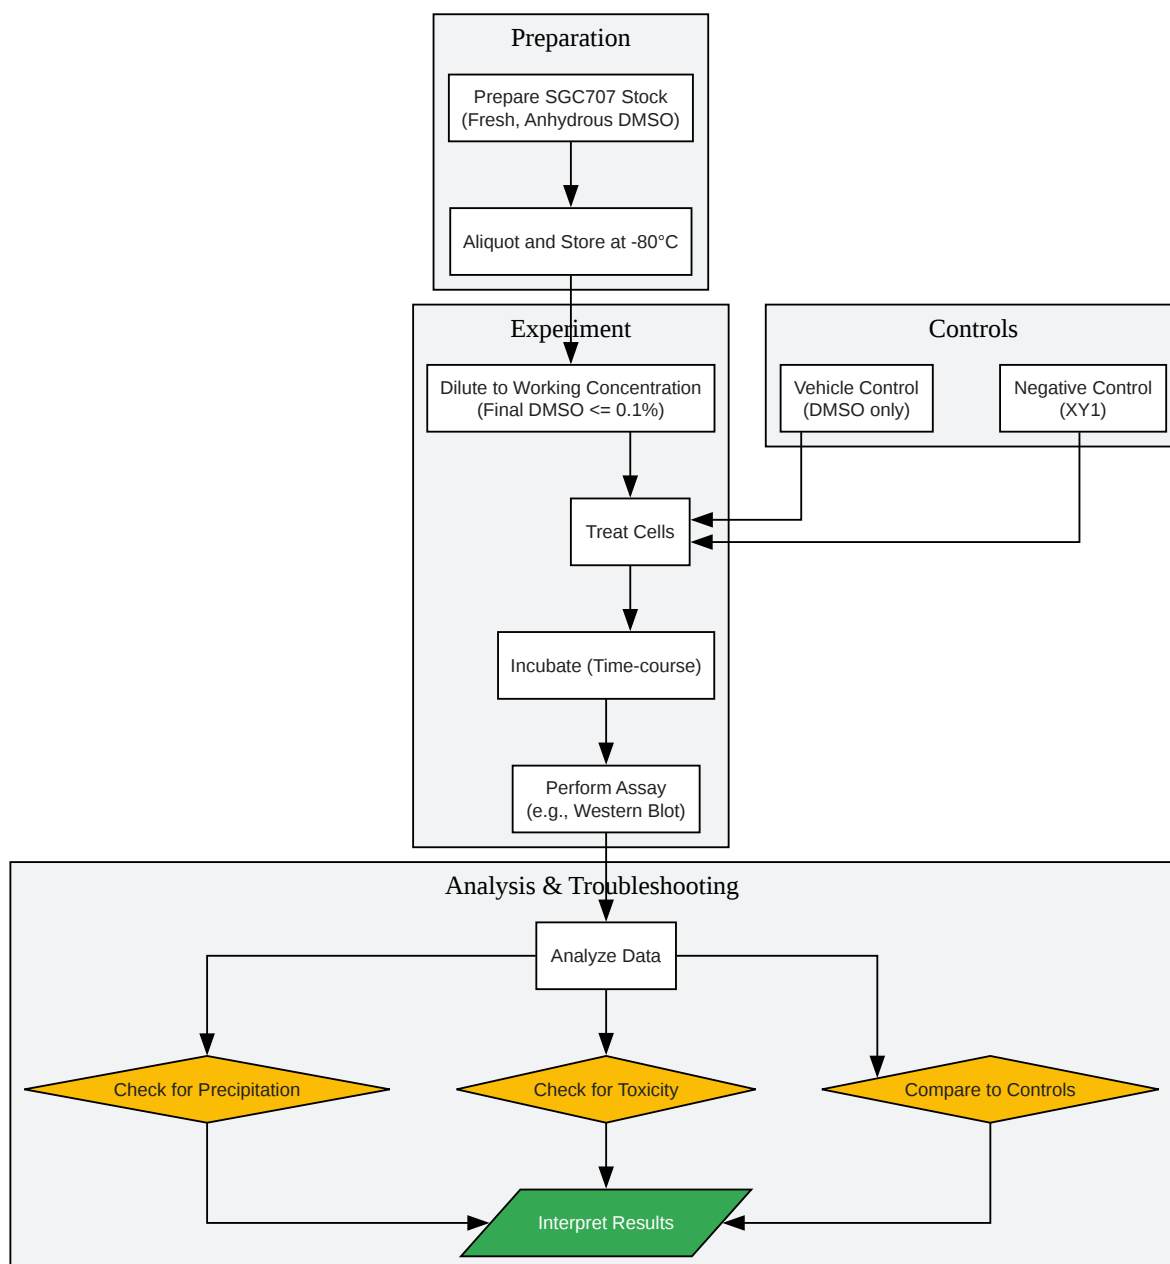 Preparation
Prepare SGC707 Stock
(Fresh, Anhydrous DMSO)
Aliquot and Store at -80°C
Experiment
Controls
Dilute to Working Concentration
(Final DMSO <= 0.1%)
Vehicle Control
(DMSO only)
Negative Control
(XY1)
Treat Cells
Incubate (Time-course)
Perform Assay
(e.g., Western Blot)
Analysis & Troubleshooting
Analyze Data
Check for Precipitation
Check for Toxicity
Compare to Controls
Interpret Results